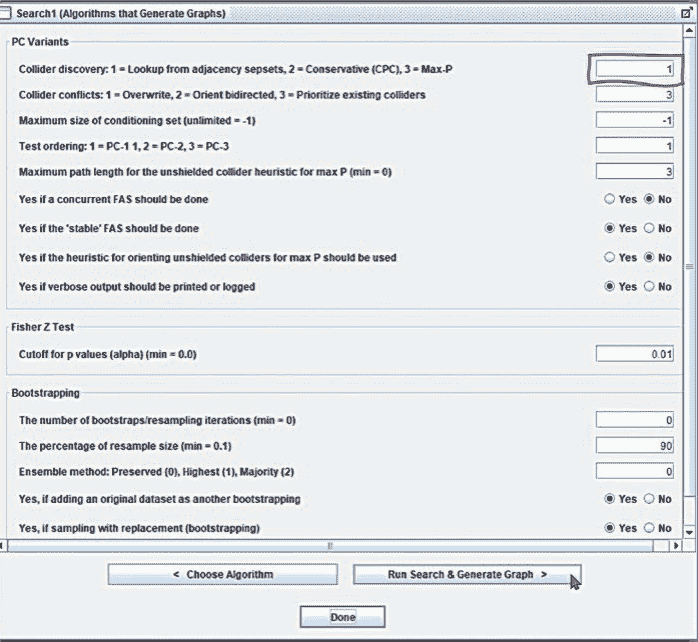 Search1 (Algorithms that Generate Graphs)
PC Variants
Collider discovery: 1 = Lookup from adjacency sepsets, 2 = Conservative (CPC), 3 = Max-P 1
Collider conflicts: 1 = Overwrite, 2 = Orient bidirected, 3 = Prioritize existing colliders 3
Maximum size of conditioning set (unlimited = -1) -1
Test ordering: 1 = PC-1 1, 2 = PC-2, 3 = PC-3 1
Maximum path length for the unshielded collider heuristic for max P (min = 0) 3
Yes if a concurrent FAS should be done Yes No
Yes if the 'stable' FAS should be done Yes No
Yes if the heuristic for orienting unshielded colliders for max P should be used Yes No
Yes if verbose output should be printed or logged Yes No
Fisher Z Test
Cutoff for p values (alpha) (min = 0.0) 0.01
Bootstrapping
The number of bootstraps/resampling iterations (min = 0) 0
The percentage of resample size (min = 0.1) 90
Ensemble method: Preserved (0), Highest (1), Majority (2) 0
Yes, if adding an original dataset as another bootstrapping Yes No
Yes, if sampling with replacement (bootstrapping) Yes No
< Choose Algorithm Run Search & Generate Graph >
Done